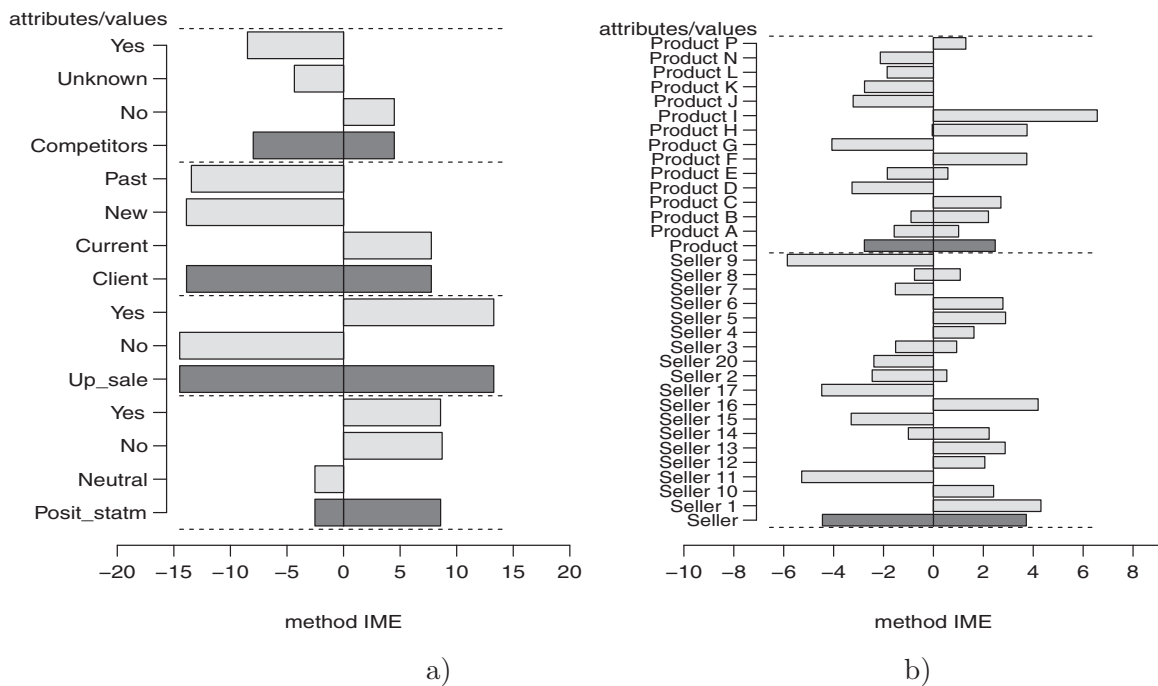 attributes/values
Yes
Unknown
No
Competitors
Past
New
Current
Client
Yes
No
Up_sale
Yes
No
Neutral
Posit_statm
−20 −15 −10 −5 0 5 10 15 20
method IME
a)
attributes/values
Product P
Product N
Product L
Product K
Product J
Product I
Product H
Product G
Product F
Product E
Product D
Product C
Product B
Product A
Product
Seller 9
Seller 8
Seller 7
Seller 6
Seller 5
Seller 4
Seller 3
Seller 20
Seller 2
Seller 17
Seller 16
Seller 15
Seller 14
Seller 13
Seller 12
Seller 11
Seller 10
Seller 1
Seller
−10 −8 −6 −4 −2 0 2 4 6 8
method IME
b)